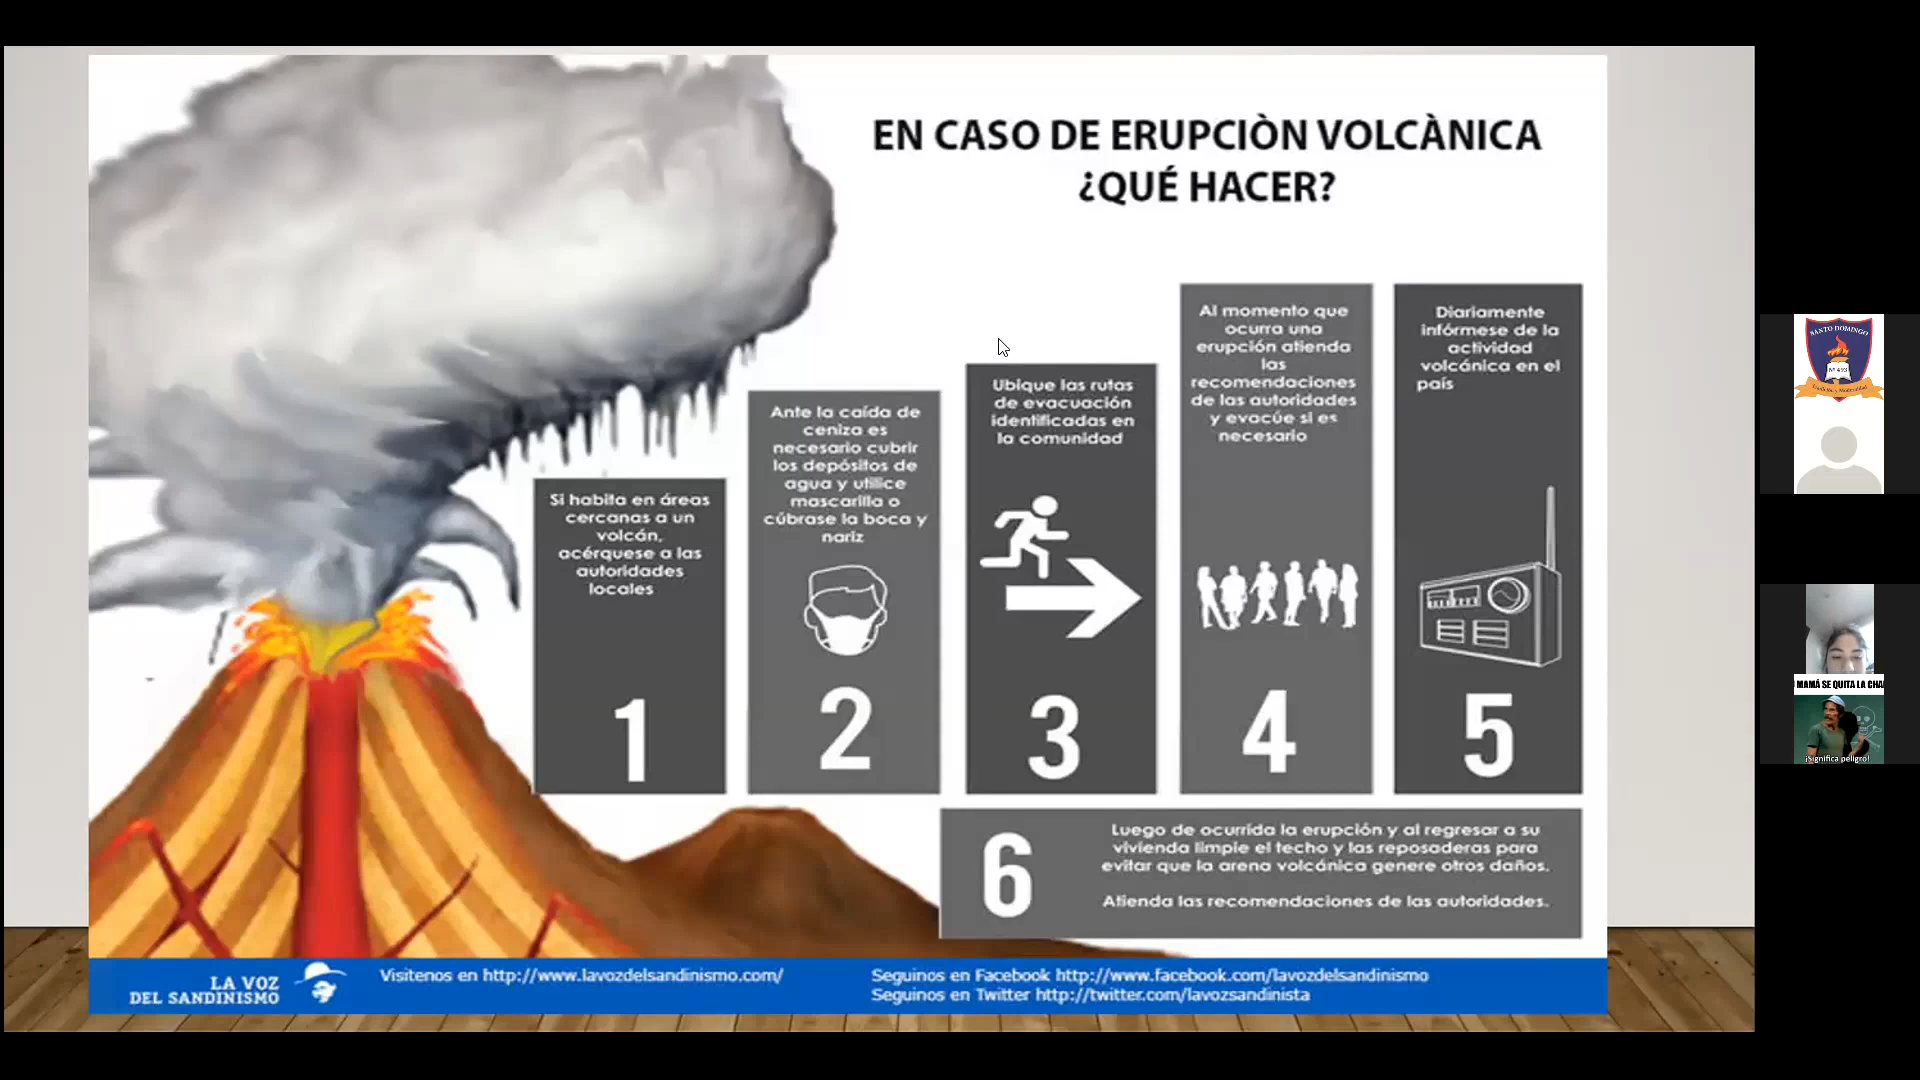 EN CASO DE ERUPCIÒN VOLCÀNICA
¿QUÉ HACER?
Si habita en áreas
cercanas a un
volcán,
acérquese a las
autoridades
locales
1
Ante la caída de
ceniza es
necesario cubrir
los depósitos de
agua y utilice
mascarilla o
cúbrase la boca y
nariz
2
Ubique las rutas
de evacuación
identificadas en
la comunidad
3
Al momento que
ocurra una
erupción atienda
las
recomendaciones
de las autoridades
y evacúe si es
necesario
4
Diariamente
infórmese de la
actividad
volcánica en el
país
5
6
Luego de ocurrida la erupción y al regresar a su
vivienda limpie el techo y las reposaderas para
evitar que la arena volcánica genere otros daños.
Atienda las recomendaciones de las autoridades.
LA VOZ
DEL SANDINISMO
Visitenos en http://www.lavozdelsandinismo.com/
Seguinos en Facebook http://www.facebook.com/lavozdelsandinismo
Seguinos en Twitter http://twitter.com/lavozsandinista
SANTO DOMINGO
Nº 493
MAMÁ SE QUITA LA CHA
¡Significa peligro!